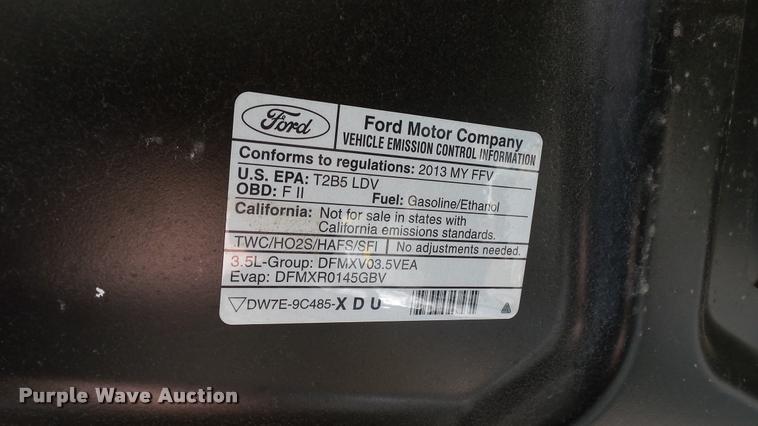 Ford
Ford Motor Company
VEHICLE EMISSION CONTROL INFORMATION
Conforms to regulations: 2013 MY FFV
U.S. EPA: T2B5 LDV
OBD: F II
Fuel: Gasoline/Ethanol
California: Not for sale in states with
California emissions standards.
TWC/HO2S/HAFS/SFI No adjustments needed.
3.5L-Group: DFMXV03.5VEA
Evap: DFMXR0145GBV
DW7E-9C485-XDU
Purple Wave Auction